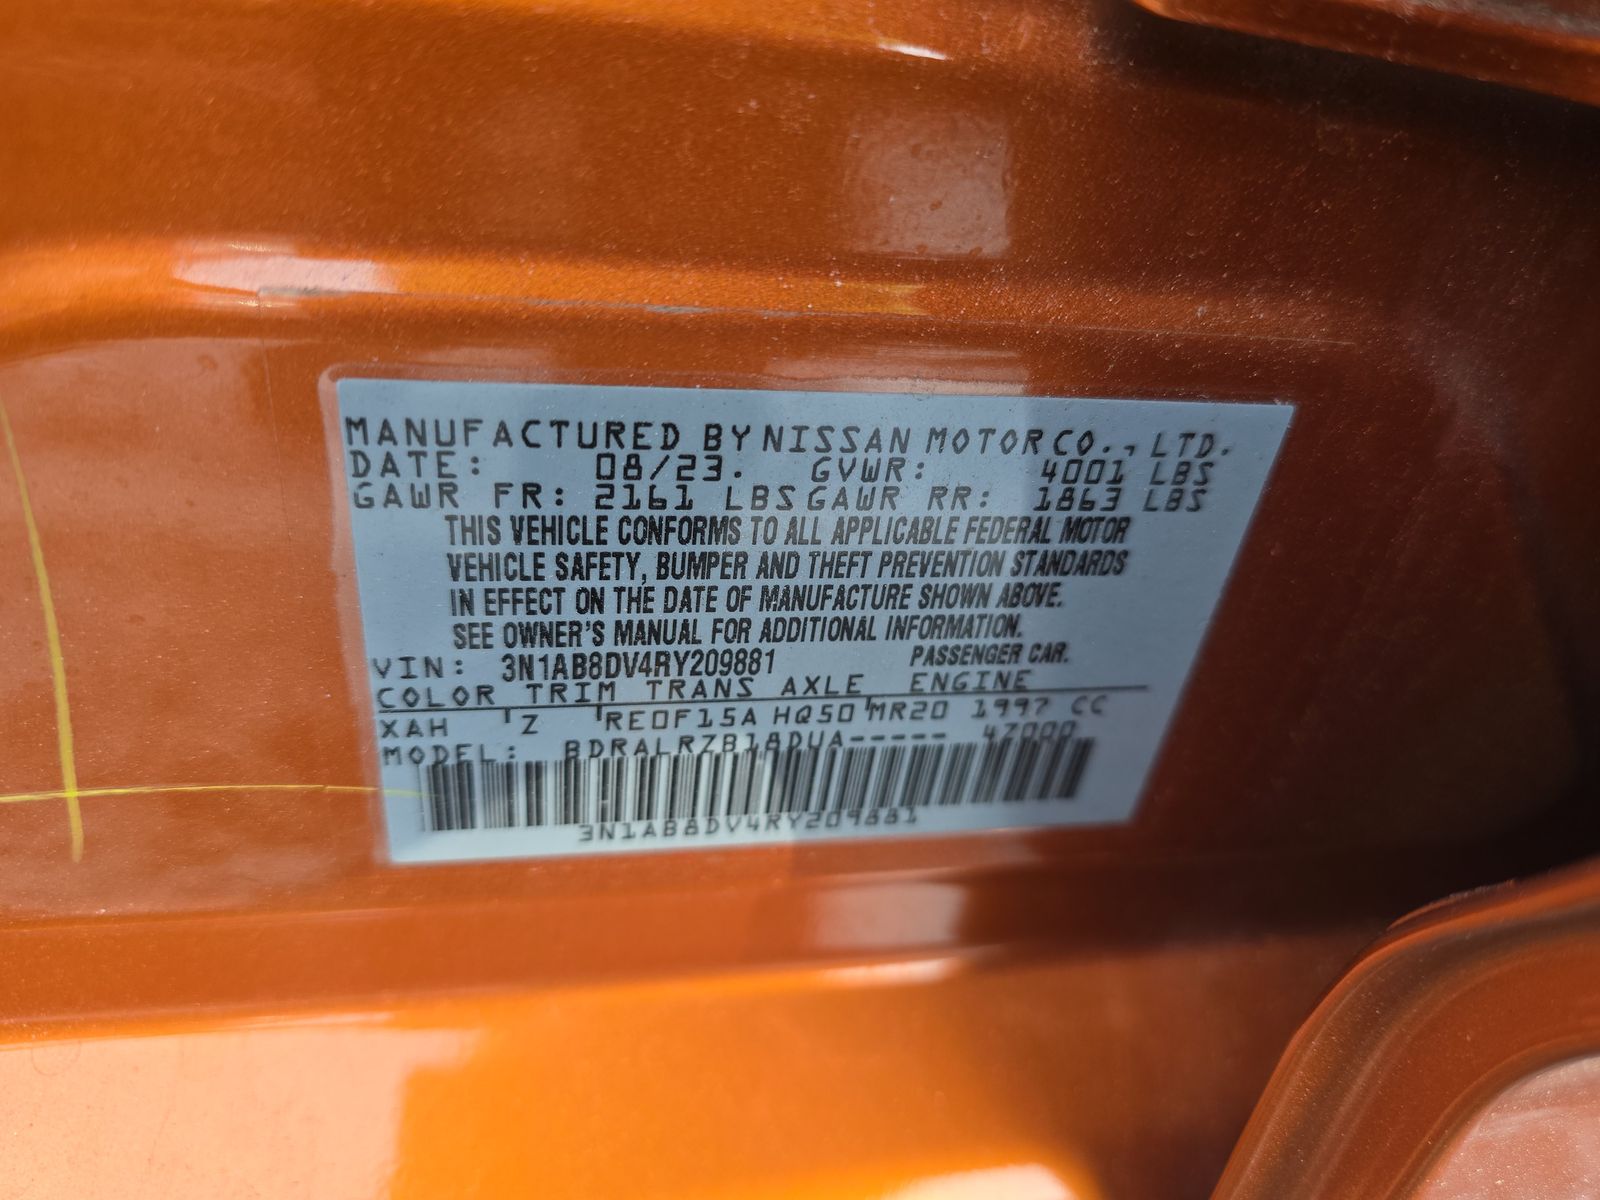 MANUFACTURED BY NISSAN MOTOR CO., LTD.
DATE: 08/23. GVWR: 4001 LBS
GAWR FR: 2161 LBS GAWR RR: 1863 LBS
THIS VEHICLE CONFORMS TO ALL APPLICABLE FEDERAL MOTOR
VEHICLE SAFETY, BUMPER AND THEFT PREVENTION STANDARDS
IN EFFECT ON THE DATE OF MANUFACTURE SHOWN ABOVE.
SEE OWNER'S MANUAL FOR ADDITIONAL INFORMATION.
VIN: 3N1AB8DV4RY209881 PASSENGER CAR.
COLOR TRIM TRANS AXLE ENGINE
XAH Z RE0F15A HQ50 MR20 1997 CC
MODEL: BDRALRZB18DUA----- 47000
3N1AB8DV4RY209881